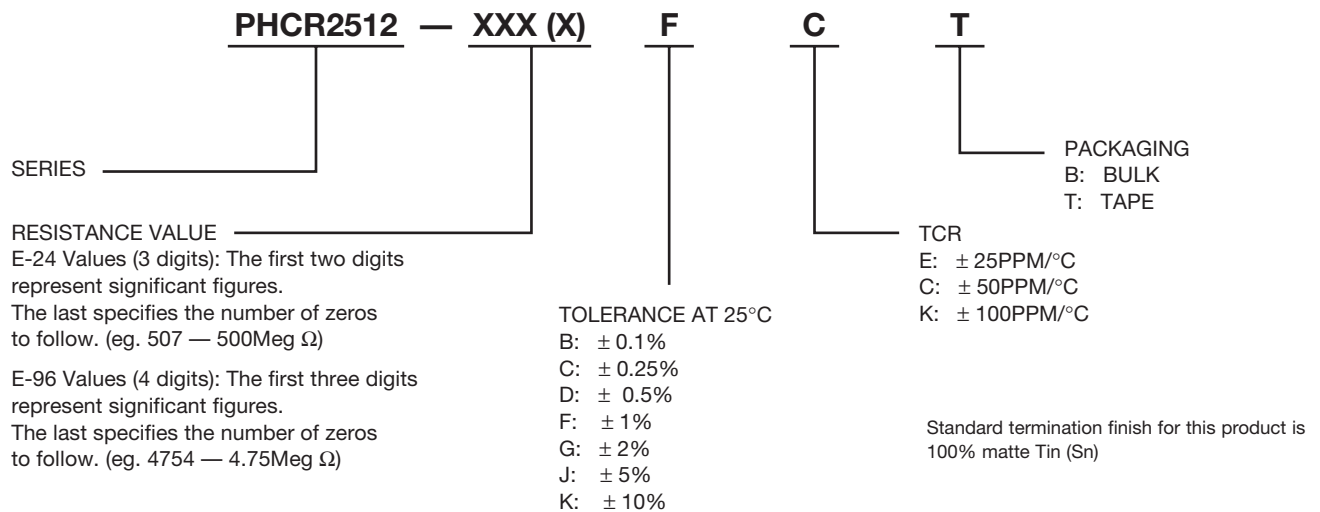 PHCR2512 — XXX (X) F C T
SERIES
RESISTANCE VALUE
E-24 Values (3 digits): The first two digits
represent significant figures.
The last specifies the number of zeros
to follow. (eg. 507 — 500Meg Ω)
E-96 Values (4 digits): The first three digits
represent significant figures.
The last specifies the number of zeros
to follow. (eg. 4754 — 4.75Meg Ω)
TOLERANCE AT 25°C
B: ± 0.1%
C: ± 0.25%
D: ± 0.5%
F: ± 1%
G: ± 2%
J: ± 5%
K: ± 10%
TCR
E: ± 25PPM/°C
C: ± 50PPM/°C
K: ± 100PPM/°C
PACKAGING
B: BULK
T: TAPE
Standard termination finish for this product is
100% matte Tin (Sn)